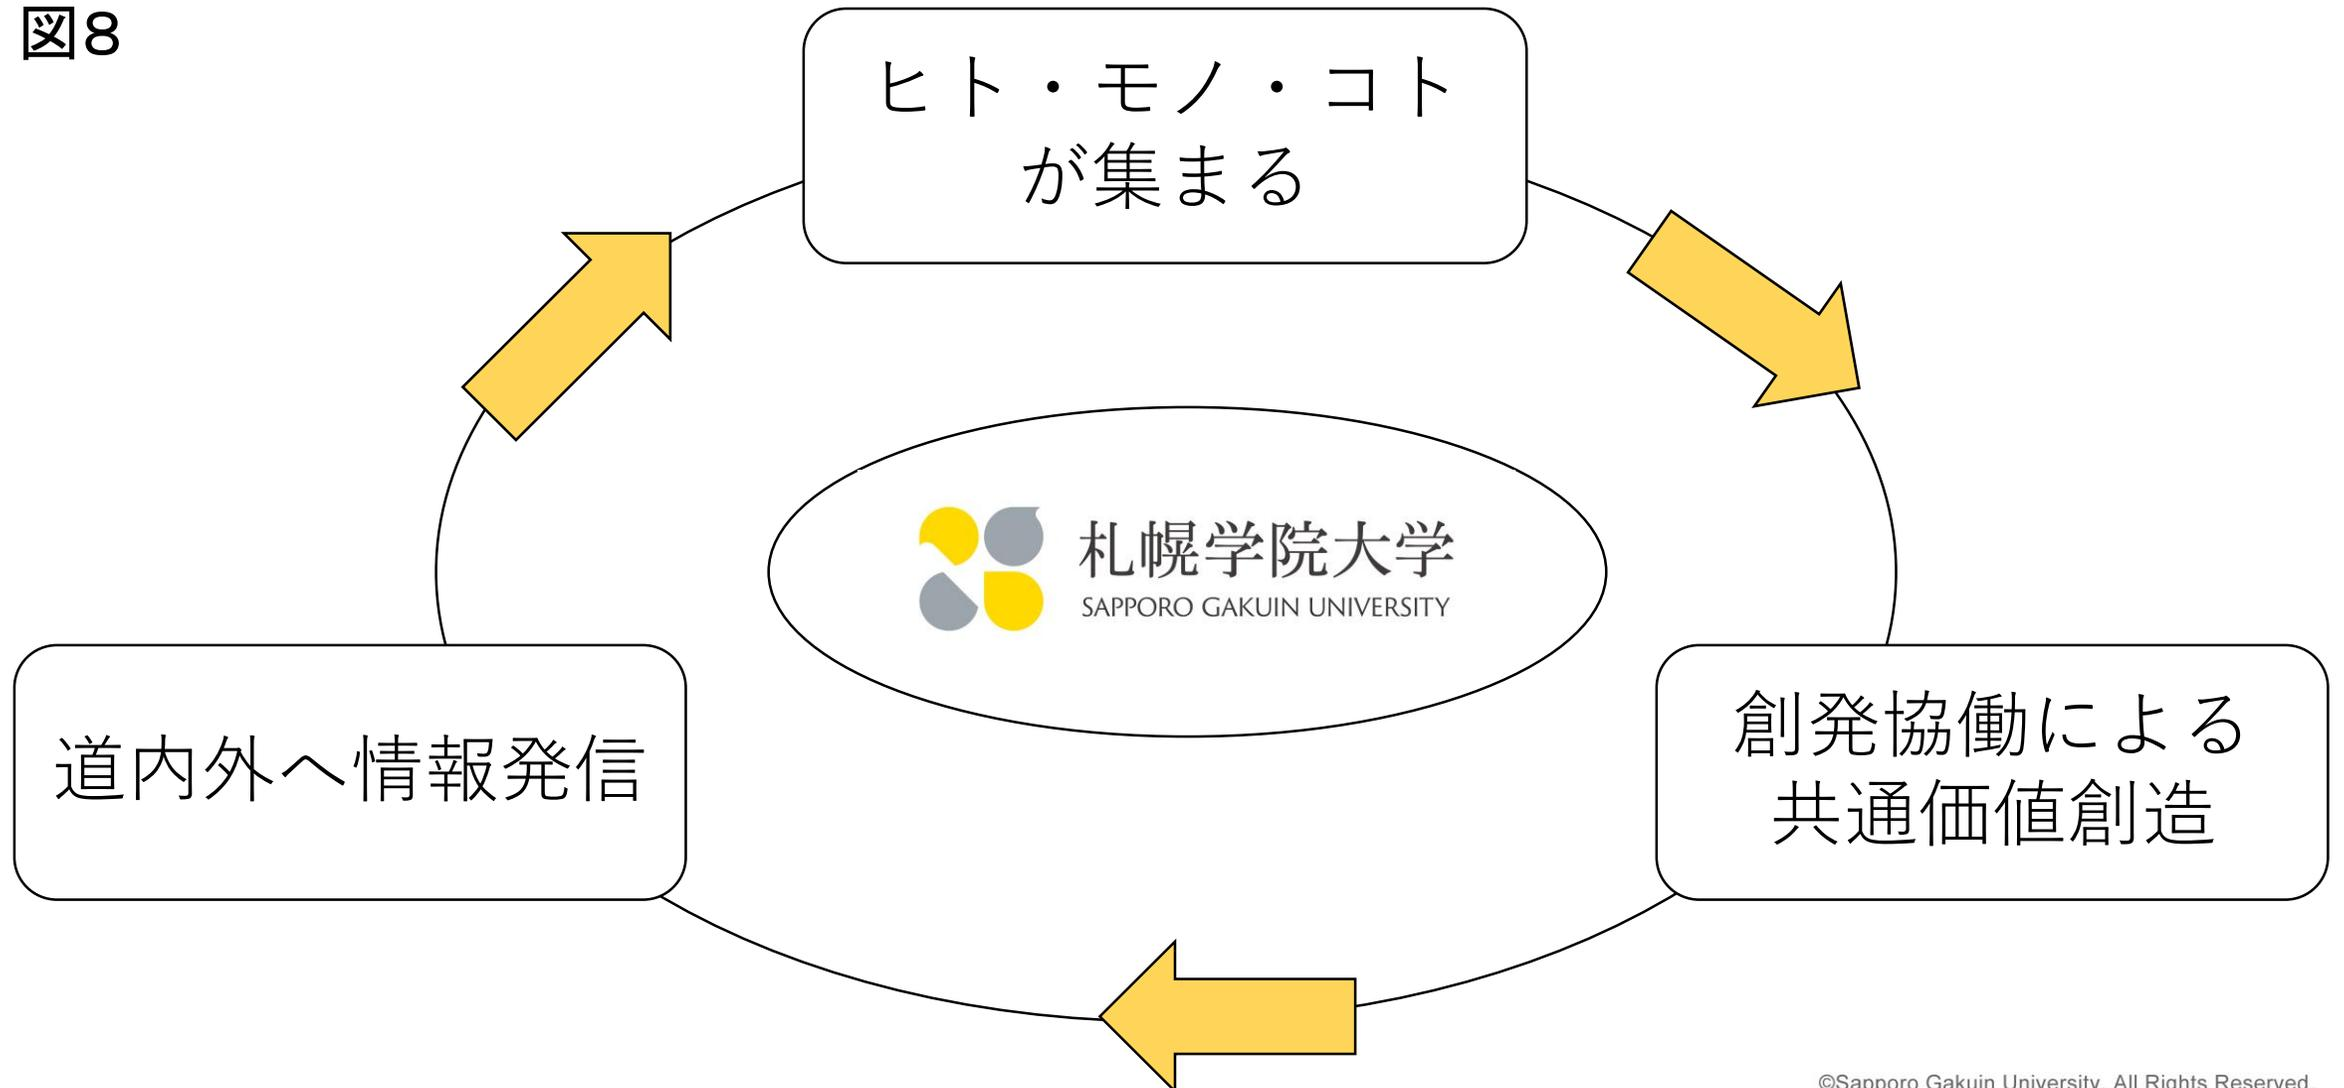 図8
ヒト・モノ・コト
が集まる
札幌学院大学
SAPPORO GAKUIN UNIVERSITY
道内外へ情報発信
創発協働による
共通価値創造
©Sapporo Gakuin University. All Rights Reserved.